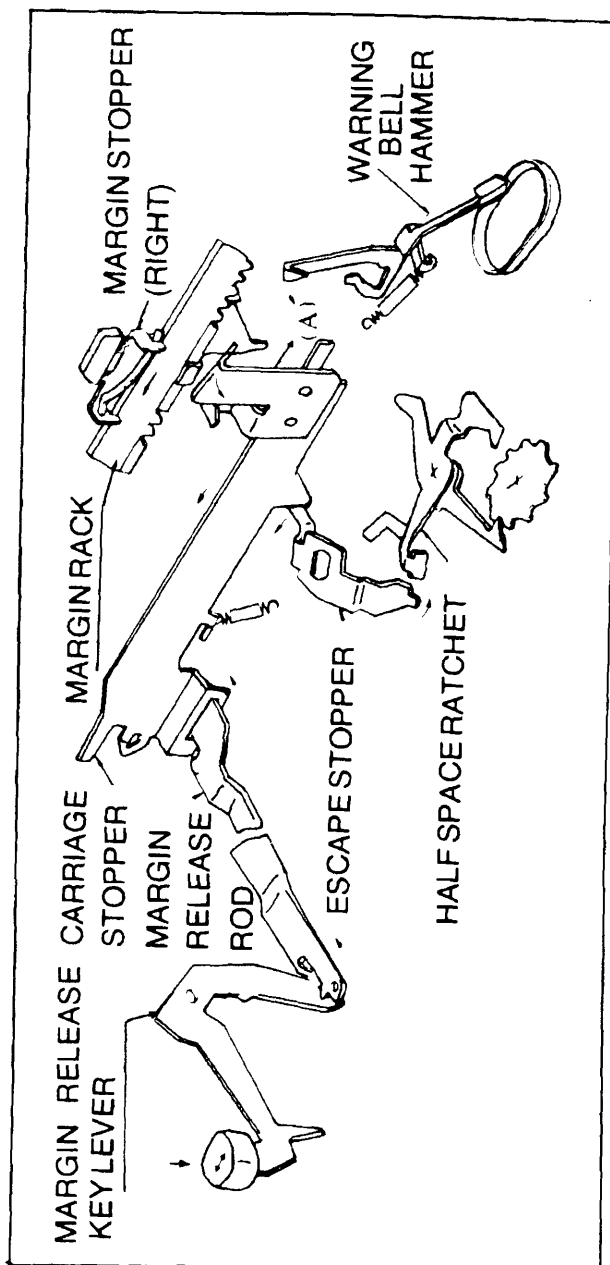 MARGIN RELEASE
KEY LEVER
CARRIAGE
STOPPER
MARGIN
RELEASE
ROD
MARGIN RACK
MARGIN STOPPER
(RIGHT)
(A)
WARNING
BELL
HAMMER
ESCAPE STOPPER
HALF SPACE RATCHET